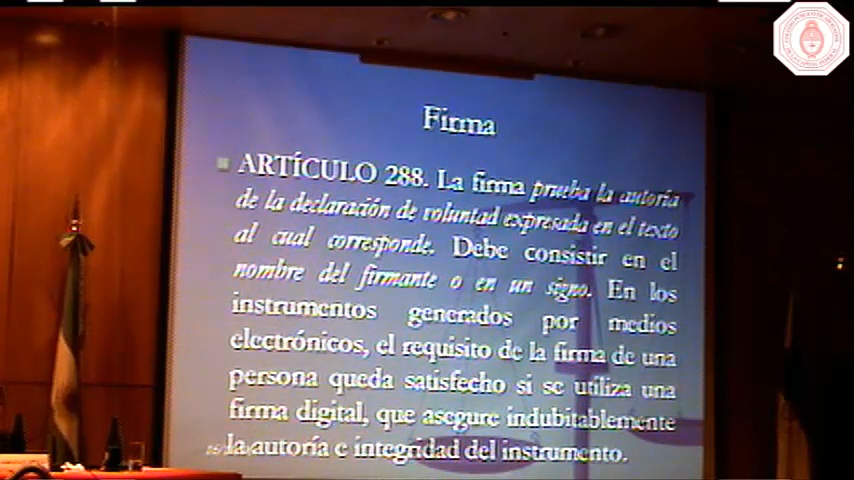 Firma
ARTÍCULO 288. La firma prueba la autoría
de la declaración de voluntad expresada en el texto
al cual corresponde. Debe consistir en el
nombre del firmante o en un signo. En los
instrumentos generados por medios
electrónicos, el requisito de la firma de una
persona queda satisfecho si se utiliza una
firma digital, que asegure indubitablemente
la autoría e integridad del instrumento.